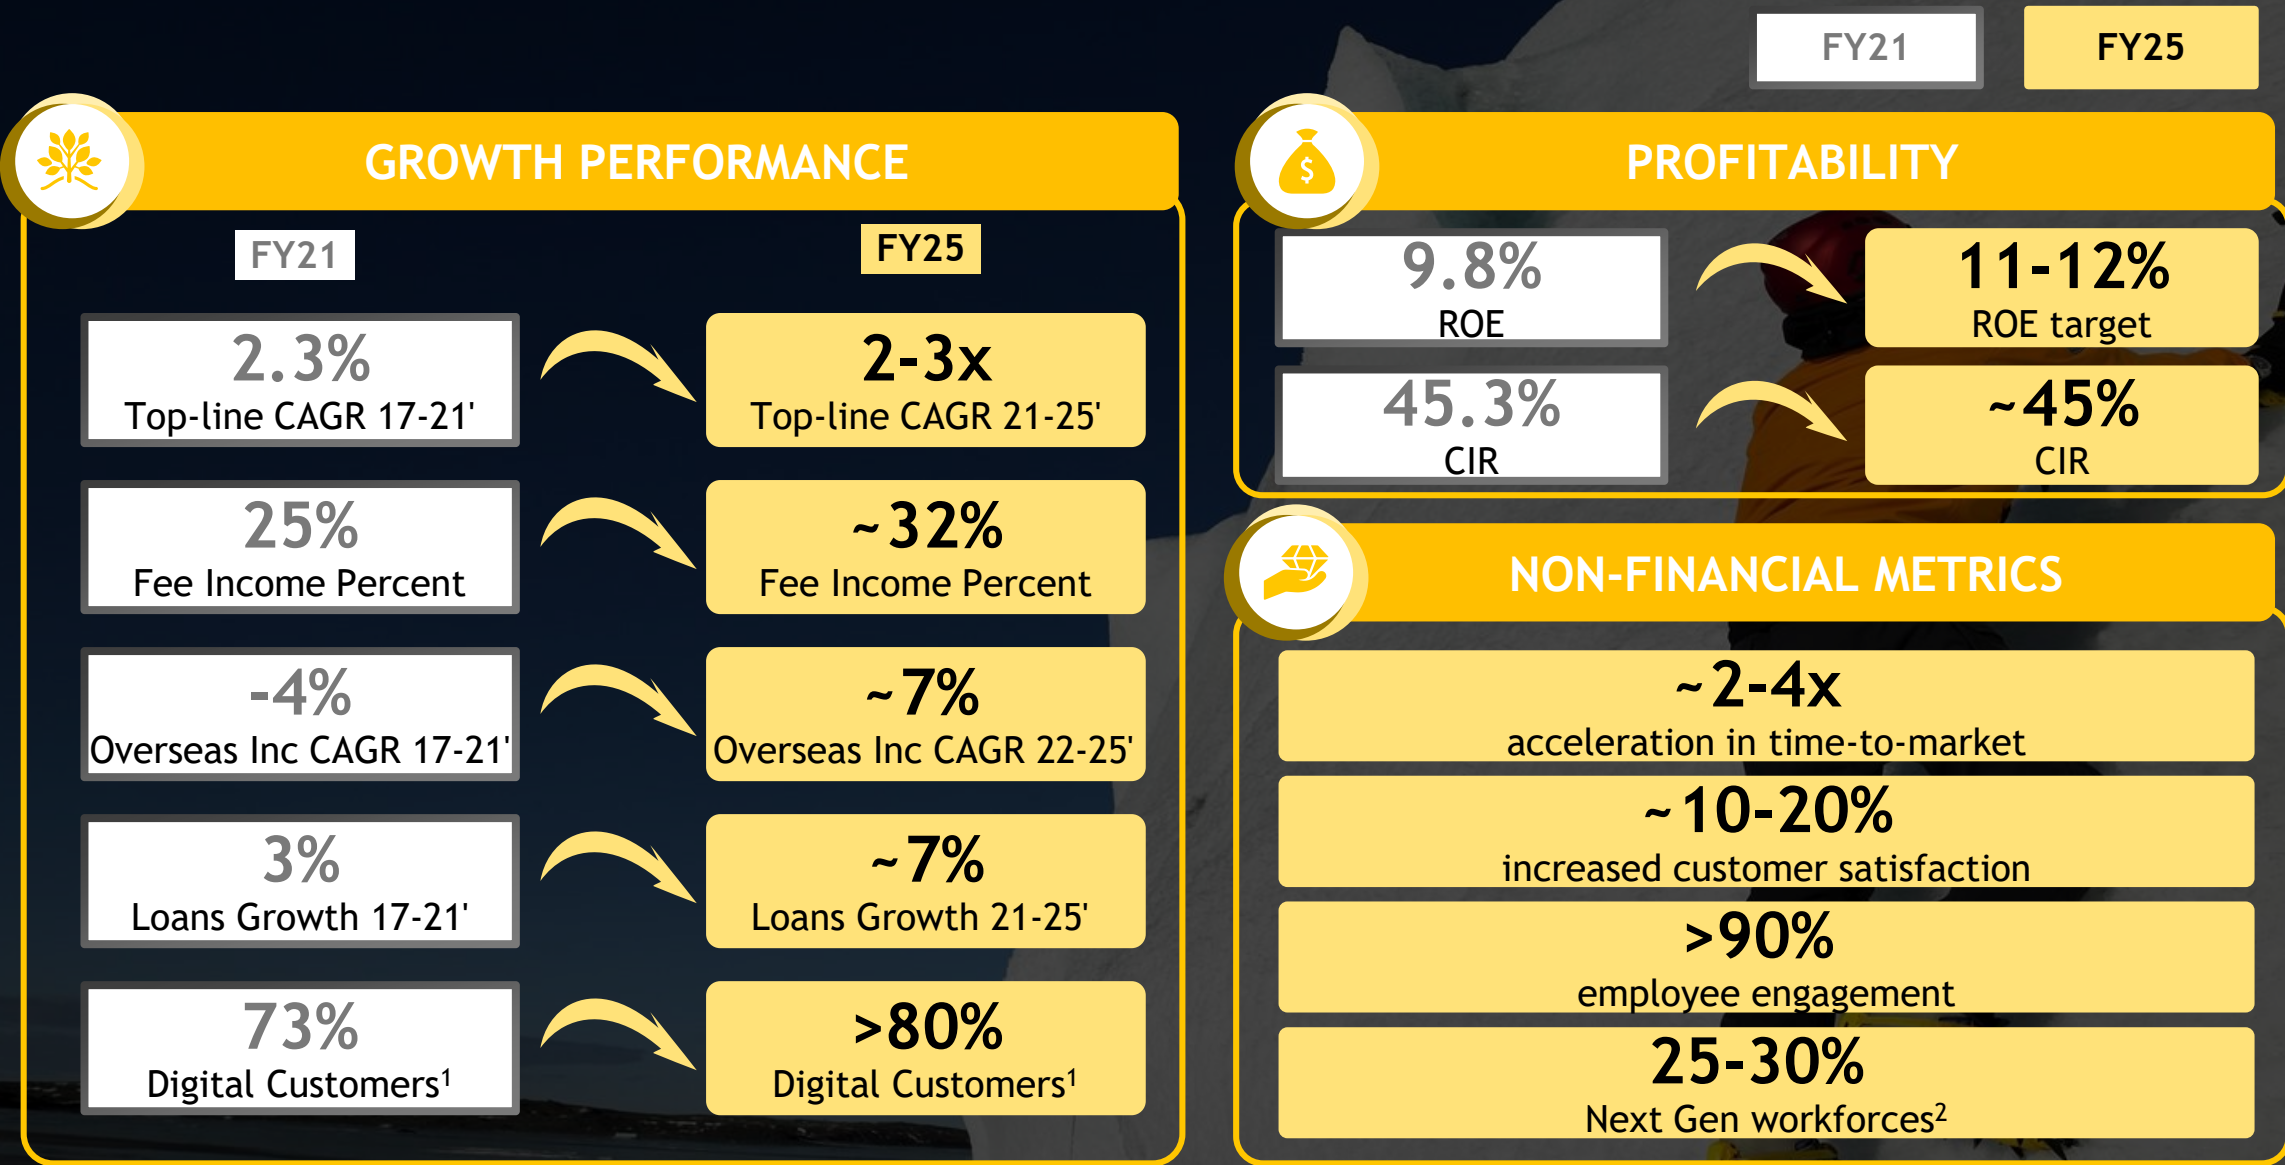 FY21
FY25
GROWTH PERFORMANCE
FY21
FY25
2.3%
Top-line CAGR 17-21'
2-3x
Top-line CAGR 21-25'
25%
Fee Income Percent
~32%
Fee Income Percent
-4%
Overseas Inc CAGR 17-21'
~7%
Overseas Inc CAGR 22-25'
3%
Loans Growth 17-21'
~7%
Loans Growth 21-25'
73%
Digital Customers¹
>80%
Digital Customers¹
PROFITABILITY
9.8%
ROE
11-12%
ROE target
45.3%
CIR
~45%
CIR
NON-FINANCIAL METRICS
~2-4x
acceleration in time-to-market
~10-20%
increased customer satisfaction
>90%
employee engagement
25-30%
Next Gen workforces²